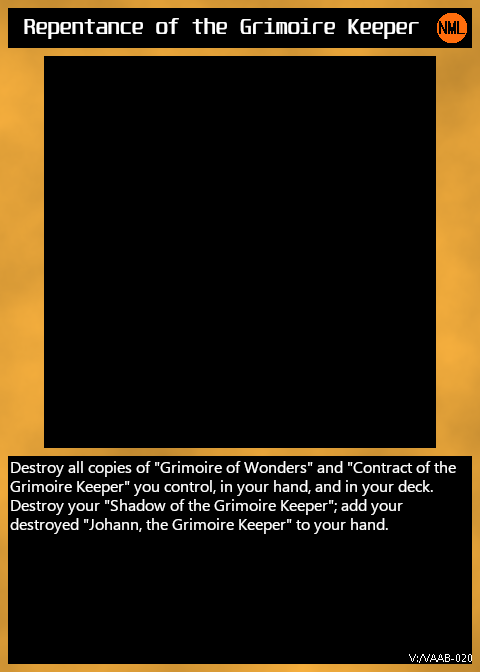 Repentance of the Grimoire Keeper
NML
Destroy all copies of "Grimoire of Wonders" and "Contract of the
Grimoire Keeper" you control, in your hand, and in your deck.
Destroy your "Shadow of the Grimoire Keeper"; add your
destroyed "Johann, the Grimoire Keeper" to your hand.
V:/VAAB-020